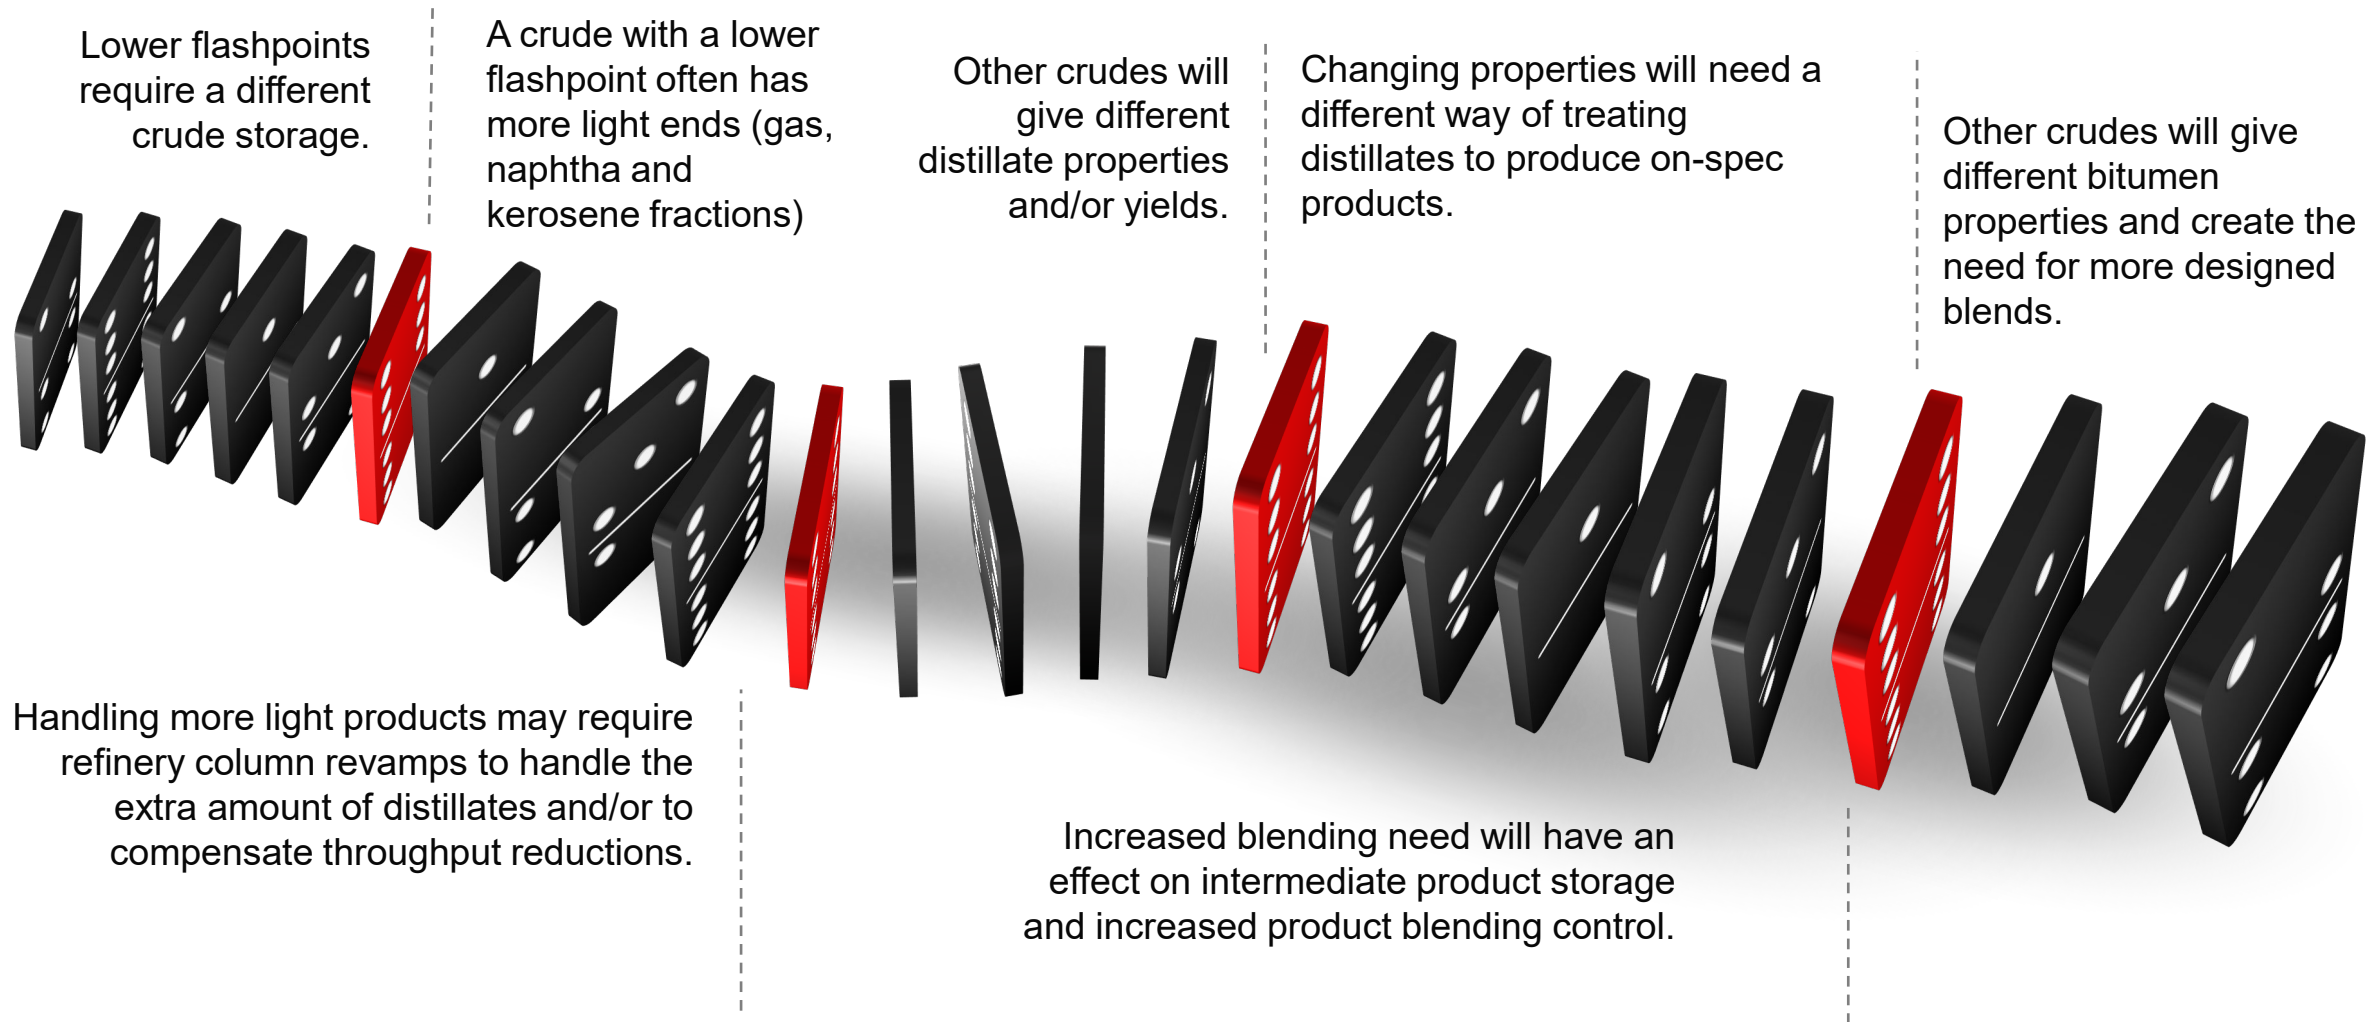 Lower flashpoints
require a different
crude storage.
A crude with a lower
flashpoint often has
more light ends (gas,
naphtha and
kerosene fractions)
Handling more light products may require
refinery column revamps to handle the
extra amount of distillates and/or to
compensate throughput reductions.
Other crudes will
give different
distillate properties
and/or yields.
Changing properties will need a
different way of treating
distillates to produce on-spec
products.
Increased blending need will have an
effect on intermediate product storage
and increased product blending control.
Other crudes will give
different bitumen
properties and create the
need for more designed
blends.